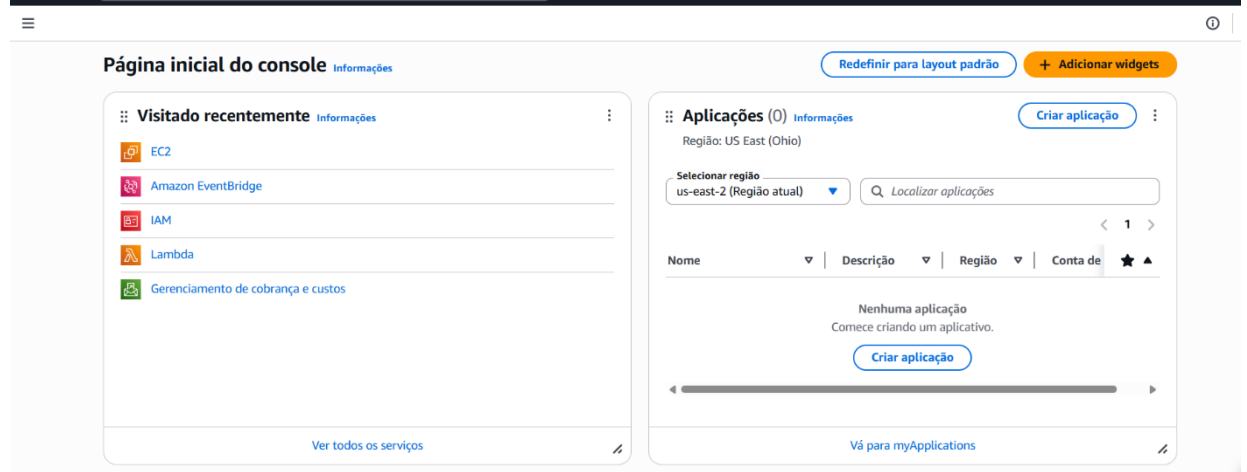 Página inicial do console Informações
Redefinir para layout padrão
+ Adicionar widgets
Visitado recentemente Informações
EC2
Amazon EventBridge
IAM
Lambda
Gerenciamento de cobrança e custos
Ver todos os serviços
Aplicações (0) Informações
Criar aplicação
Região: US East (Ohio)
Selecionar região
us-east-2 (Região atual)
Localizar aplicações
1
Nome Descrição Região Conta de
Nenhuma aplicação
Comece criando um aplicativo.
Criar aplicação
Vá para myApplications